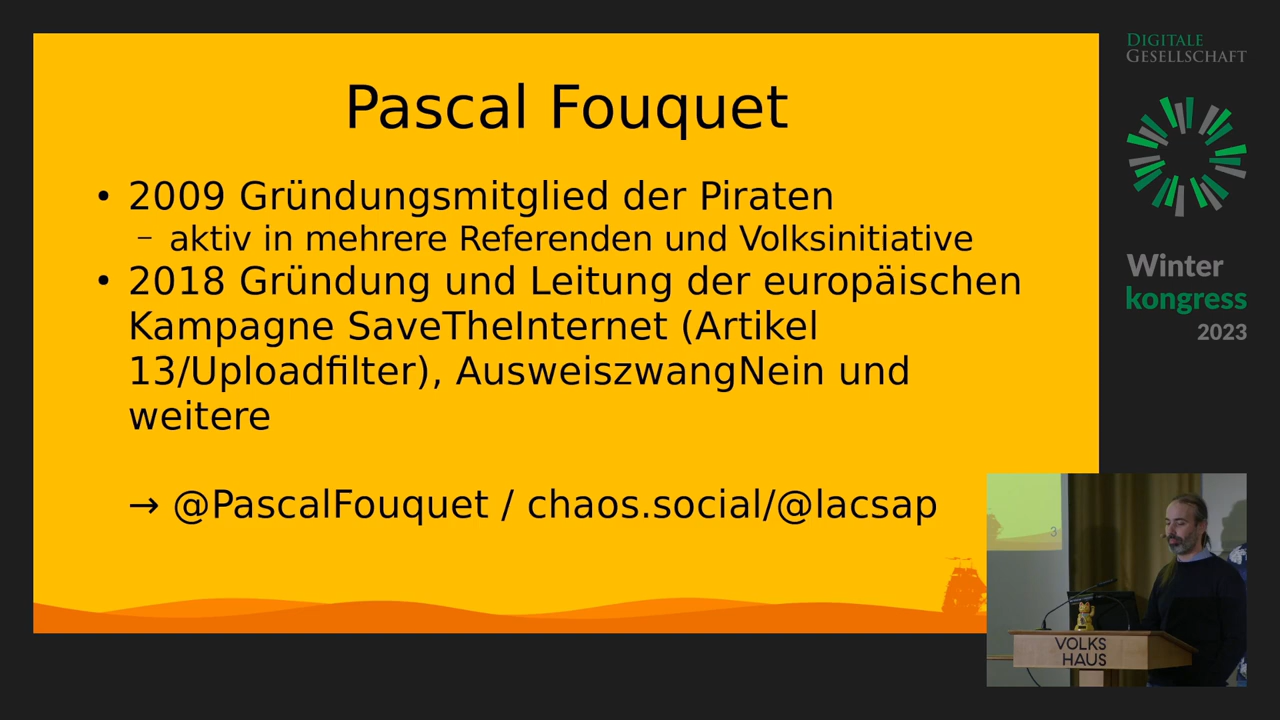 Pascal Fouquet
• 2009 Gründungsmitglied der Piraten
– aktiv in mehrere Referenden und Volksinitiative
• 2018 Gründung und Leitung der europäischen
Kampagne SaveTheInternet (Artikel
13/Uploadfilter), AusweiszwangNein und
weitere
→ @PascalFouquet / chaos.social/@lacsap
DIGITALE
GESELLSCHAFT
Winter
kongress
2023
3
VOLKS
HAUS